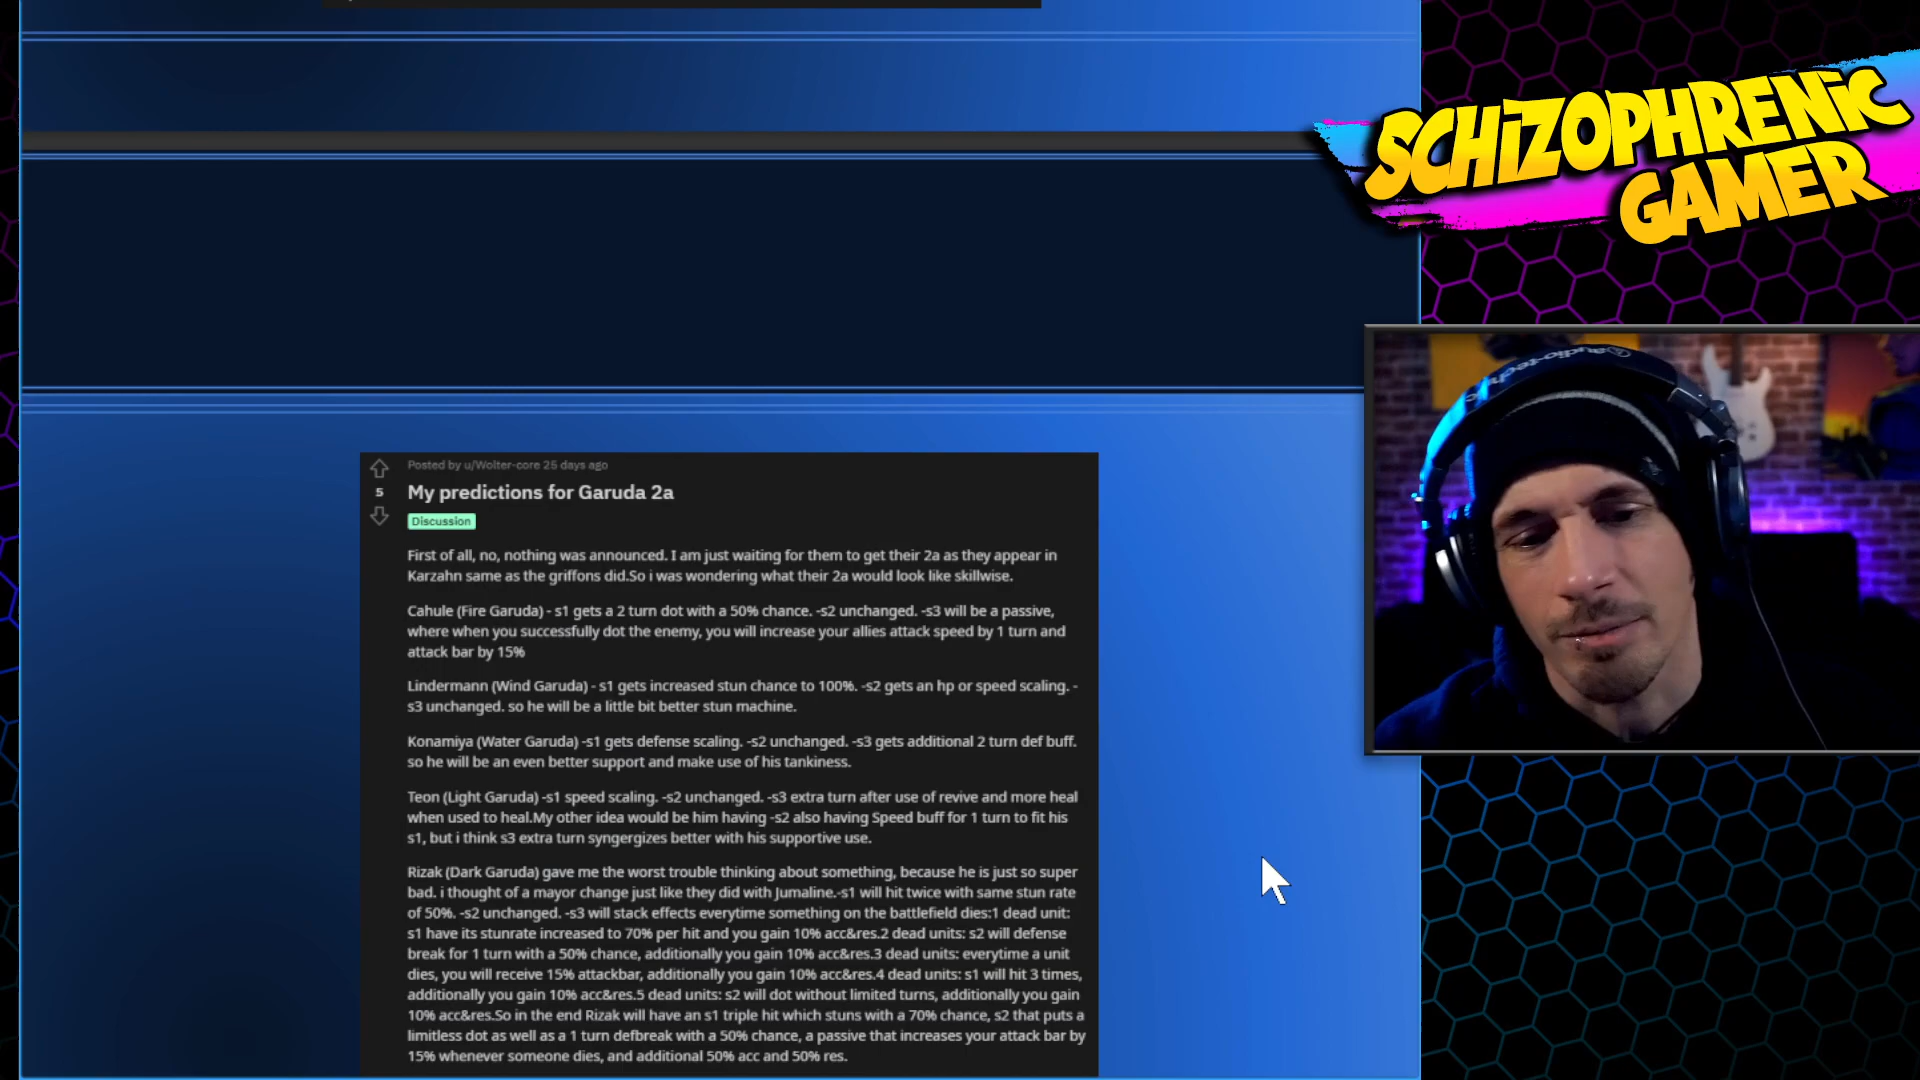 SCHiZOPHRENiC
GAMER
audio-tech
Posted by u/Wolter-core 25 days ago
5
My predictions for Garuda 2a
Discussion
First of all, no, nothing was announced. I am just waiting for them to get their 2a as they appear in
Karzahn same as the griffons did.So i was wondering what their 2a would look like skillwise.
Cahule (Fire Garuda) - s1 gets a 2 turn dot with a 50% chance. -s2 unchanged. -s3 will be a passive,
where when you successfully dot the enemy, you will increase your allies attack speed by 1 turn and
attack bar by 15%
Lindermann (Wind Garuda) - s1 gets increased stun chance to 100%. -s2 gets an hp or speed scaling. -
s3 unchanged. so he will be a little bit better stun machine.
Konamiya (Water Garuda) -s1 gets defense scaling. -s2 unchanged. -s3 gets additional 2 turn def buff.
so he will be an even better support and make use of his tankiness.
Teon (Light Garuda) -s1 speed scaling. -s2 unchanged. -s3 extra turn after use of revive and more heal
when used to heal.My other idea would be him having -s2 also having Speed buff for 1 turn to fit his
s1, but i think s3 extra turn syngergizes better with his supportive use.
Rizak (Dark Garuda) gave me the worst trouble thinking about something, because he is just so super
bad. i thought of a mayor change just like they did with Jumaline.-s1 will hit twice with same stun rate
of 50%. -s2 unchanged. -s3 will stack effects everytime something on the battlefield dies:1 dead unit:
s1 have its stunrate increased to 70% per hit and you gain 10% acc&res.2 dead units: s2 will defense
break for 1 turn with a 50% chance, additionally you gain 10% acc&res.3 dead units: everytime a unit
dies, you will receive 15% attackbar, additionally you gain 10% acc&res.4 dead units: s1 will hit 3 times,
additionally you gain 10% acc&res.5 dead units: s2 will dot without limited turns, additionally you gain
10% acc&res.So in the end Rizak will have an s1 triple hit which stuns with a 70% chance, s2 that puts a
limitless dot as well as a 1 turn defbreak with a 50% chance, a passive that increases your attack bar by
15% whenever someone dies, and additional 50% acc and 50% res.